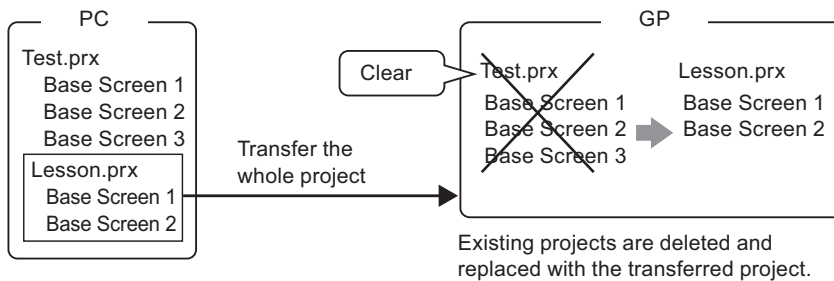 PC
Test.prx
Base Screen 1
Base Screen 2
Base Screen 3
Lesson.prx
Base Screen 1
Base Screen 2
Transfer the
whole project
GP
Clear
Test.prx
Base Screen 1
Base Screen 2
Base Screen 3
Lesson.prx
Base Screen 1
Base Screen 2
Existing projects are deleted and
replaced with the transferred project.